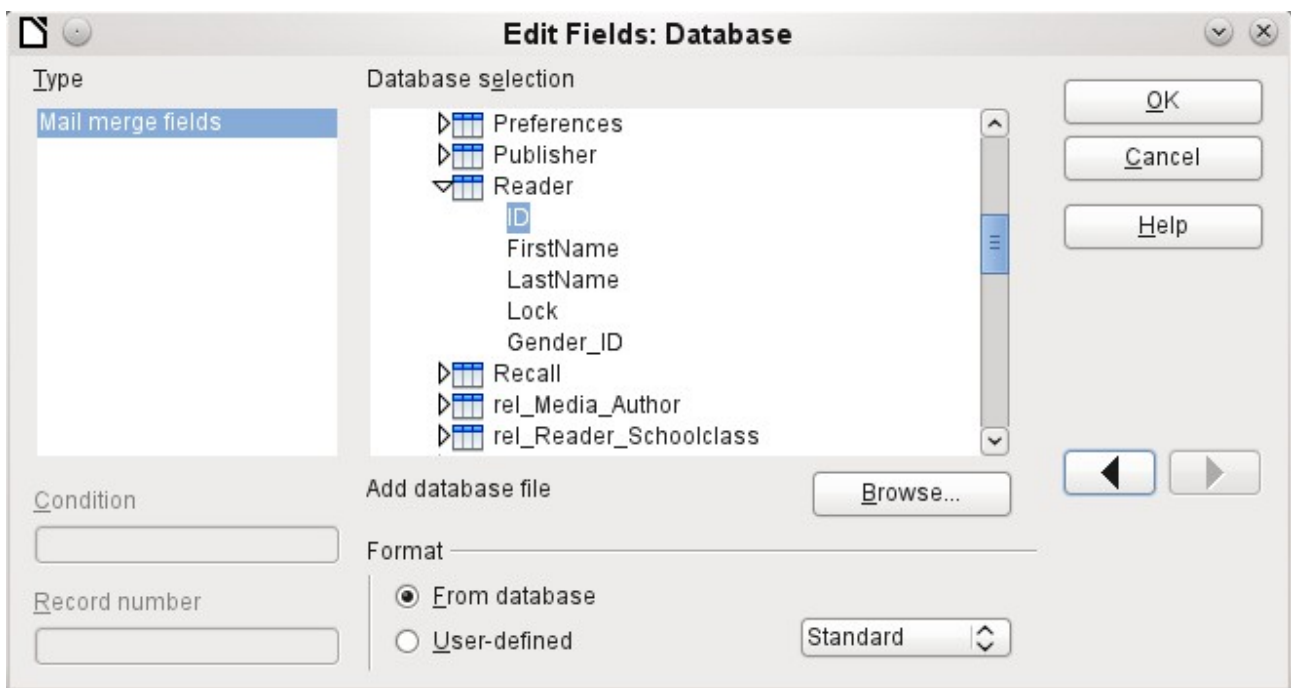 Edit Fields: Database
Type
Mail merge fields
Database selection
Preferences
Publisher
Reader
ID
FirstName
LastName
Lock
Gender_ID
Recall
rel_Media_Author
rel_Reader_Schoolclass
OK
Cancel
Help
Condition
Record number
Add database file
Browse...
Format
From database
User-defined
Standard